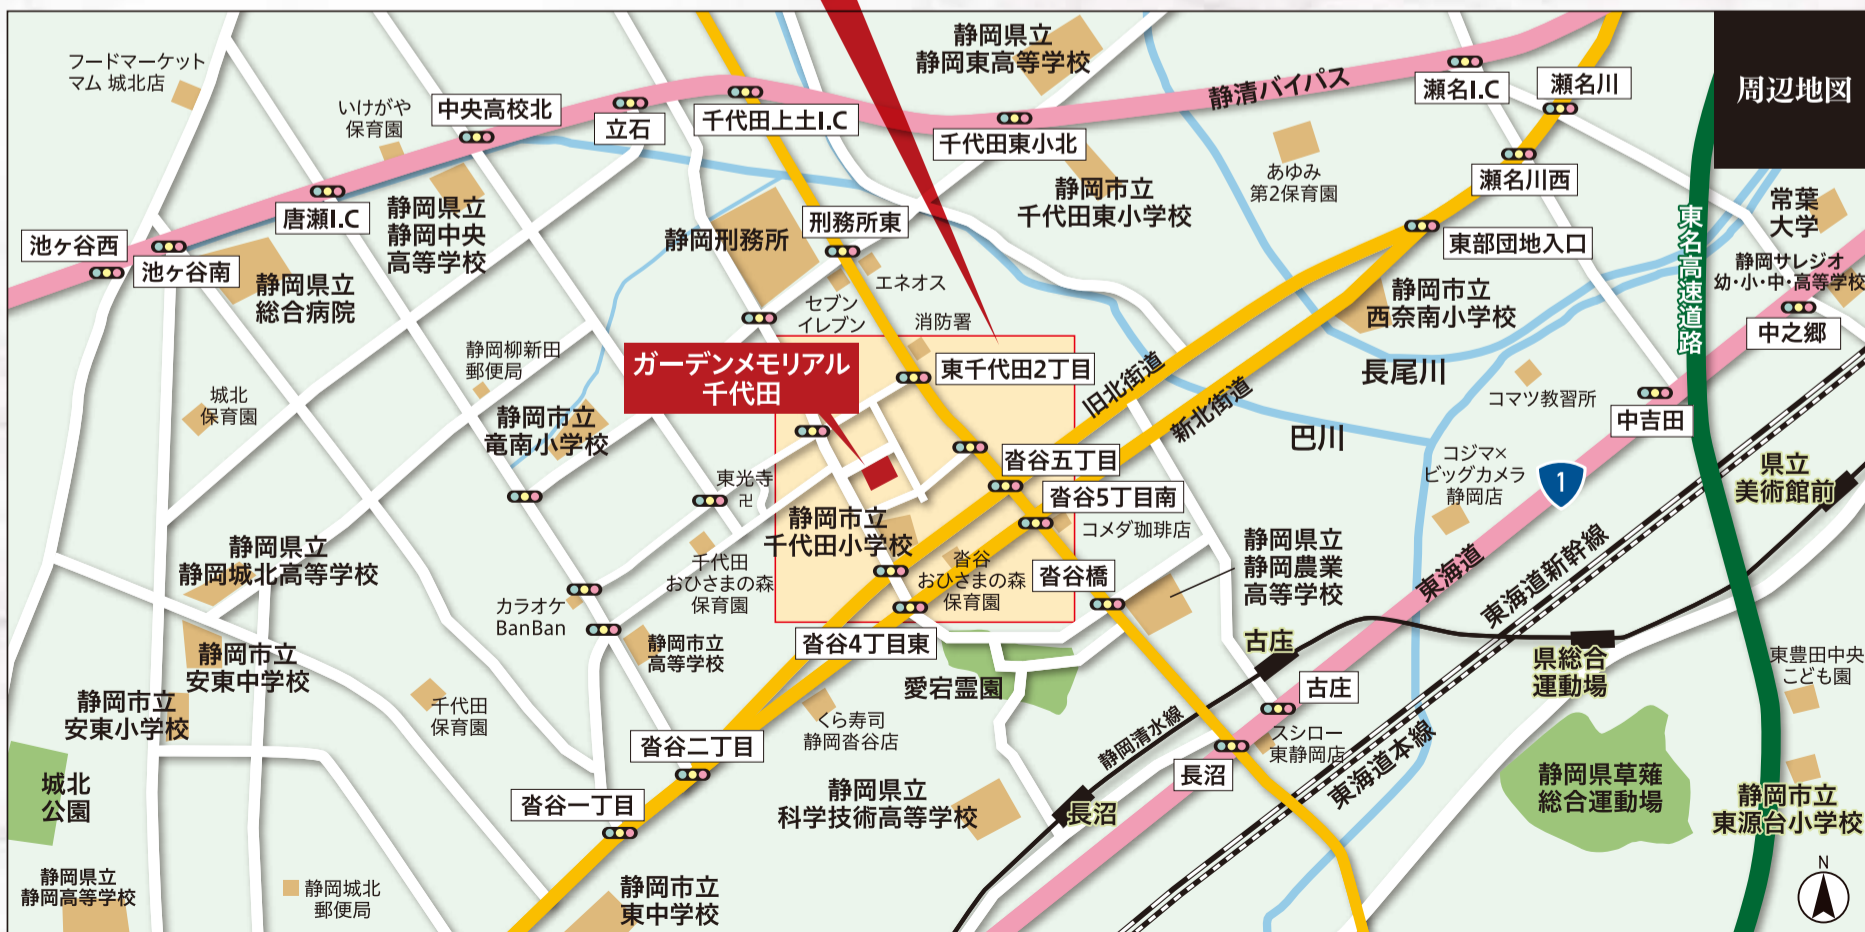 周辺地図
フードマーケット
マム 城北店
いけがや
保育園
中央高校北
立石
千代田上土I.C
静岡県立
静岡東高等学校
静清バイパス
瀬名I.C
瀬名川
千代田東小北
あゆみ
第2保育園
瀬名川西
静岡市立
千代田東小学校
唐瀬I.C
静岡県立
静岡中央
高等学校
池ヶ谷西
池ヶ谷南
静岡県立
総合病院
静岡刑務所
刑務所東
エネオス
セブン
イレブン
消防署
東部団地入口
常葉
大学
東名高速道路
静岡サレジオ
幼・小・中・高等学校
中之郷
静岡市立
西奈南小学校
長尾川
静岡柳新田
郵便局
ガーデンメモリアル
千代田
東千代田2丁目
旧北街道
新北街道
コマツ教習所
中吉田
城北
保育園
静岡市立
竜南小学校
巴川
沓谷五丁目
沓谷5丁目南
コジマ×
ビッグカメラ
静岡店
1
県立
美術館前
東光寺
卍
静岡市立
千代田小学校
コメダ珈琲店
静岡県立
静岡農業
高等学校
静岡県立
静岡城北高等学校
千代田
おひさまの森
保育園
沓谷
おひさまの森
保育園
沓谷橋
東海道
東海道新幹線
カラオケ
BanBan
静岡市立
高等学校
沓谷4丁目東
古庄
県総合
運動場
東豊田中央
こども園
静岡市立
安東中学校
静岡市立
安東小学校
千代田
保育園
愛宕霊園
古庄
くら寿司
静岡沓谷店
静岡清水線
スシロー
東静岡店
東海道本線
沓谷二丁目
長沼
城北
公園
沓谷一丁目
静岡県立
科学技術高等学校
長沼
静岡県草薙
総合運動場
静岡市立
東源台小学校
静岡県立
静岡高等学校
静岡城北
郵便局
静岡市立
東中学校
N